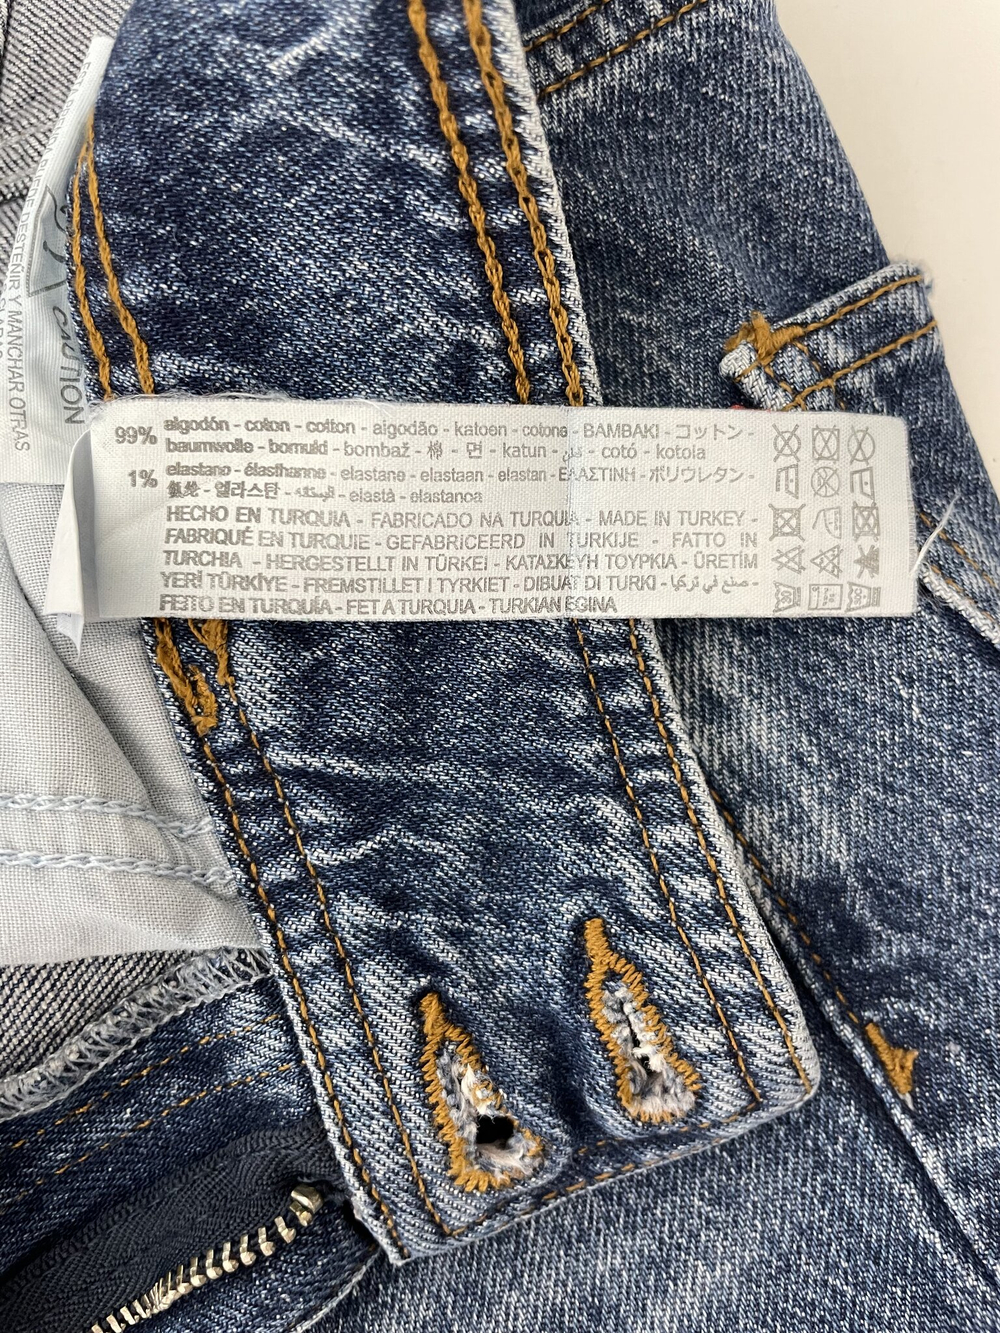 99% algodón - coton - cotton - algodão - katoen - cotone - BAMBAKI - コットン -
baumwolle - bomuld - bombaž - 棉 - 면 - katun - قطن - cotó - kotola
1% elastano - élasthanne - elastane - elastaan - elastan - ΕΛΑΣΤΙΝΗ - ポリウレタン -
氨纶 - 엘라스탄 - الیستان - elastà - elastanoa
HECHO EN TURQUIA - FABRICADO NA TURQUIA - MADE IN TURKEY -
FABRIQUÉ EN TURQUIE - GEFABRICEERD IN TURKIJE - FATTO IN
TURCHIA - HERGESTELLT IN TÜRKEI - ΚΑΤΑΣΚΕΥΗ ΤΟΥΡΚΙΑ - ÜRETİM
YERİ TÜRKİYE - FREMSTILLET I TYRKIET - DIBUAT DI TURKI - صنع في تركيا -
FEITO EN TURQUÍA - FET A TURQUIA - TURKIAN EGINA
CAUTION
DESTEÑIR Y MANCHAR OTRAS